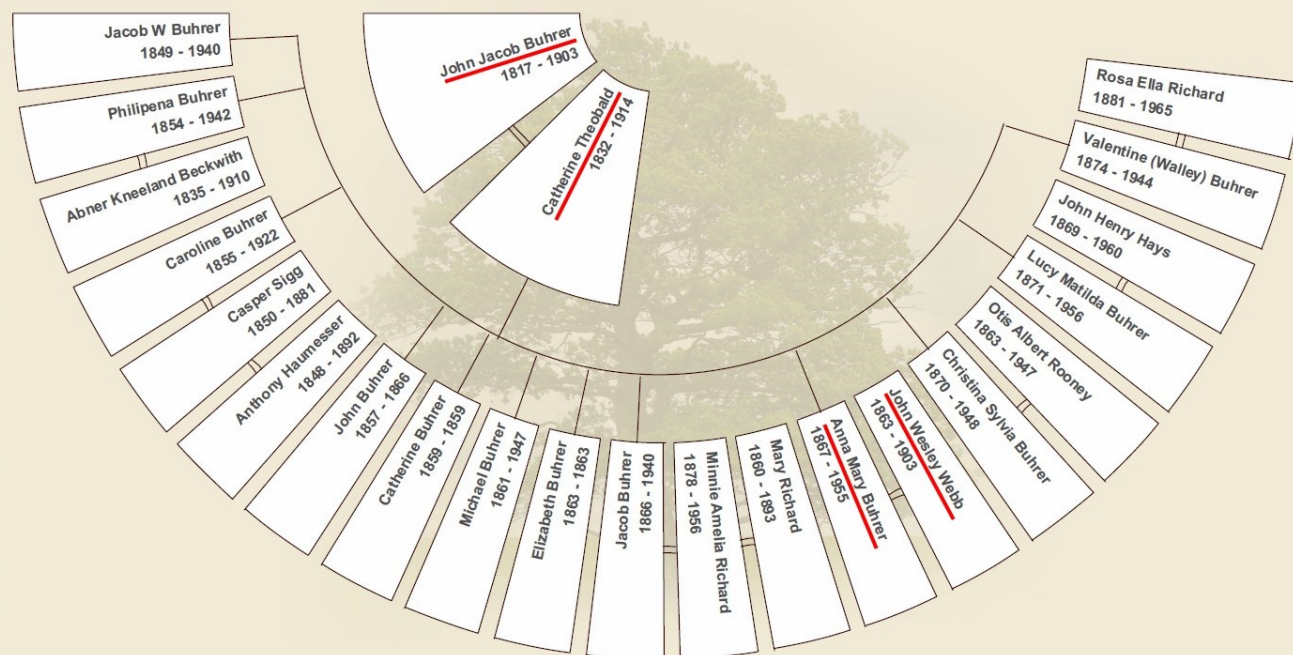 Jacob W Buhrer
1849 - 1940
Philipena Buhrer
1854 - 1942
Abner Kneeland Beckwith
1835 - 1910
Caroline Buhrer
1855 - 1922
Casper Sigg
1850 - 1881
Anthony Haumesser
1848 - 1892
John Buhrer
1857 - 1866
Catherine Buhrer
1859 - 1859
Michael Buhrer
1861 - 1947
Elizabeth Buhrer
1863 - 1863
Jacob Buhrer
1866 - 1940
Minnie Amelia Richard
1878 - 1956
Mary Richard
1860 - 1893
Anna Mary Buhrer
1867 - 1955
John Wesley Webb
1863 - 1903
Christina Sylvia Buhrer
1870 - 1948
Otis Albert Rooney
1863 - 1947
Lucy Matilda Buhrer
1871 - 1956
John Henry Hays
1869 - 1960
Valentine (Walley) Buhrer
1874 - 1944
Rosa Ella Richard
1881 - 1965
John Jacob Buhrer
1817 - 1903
Catherine Theobald
1832 - 1914